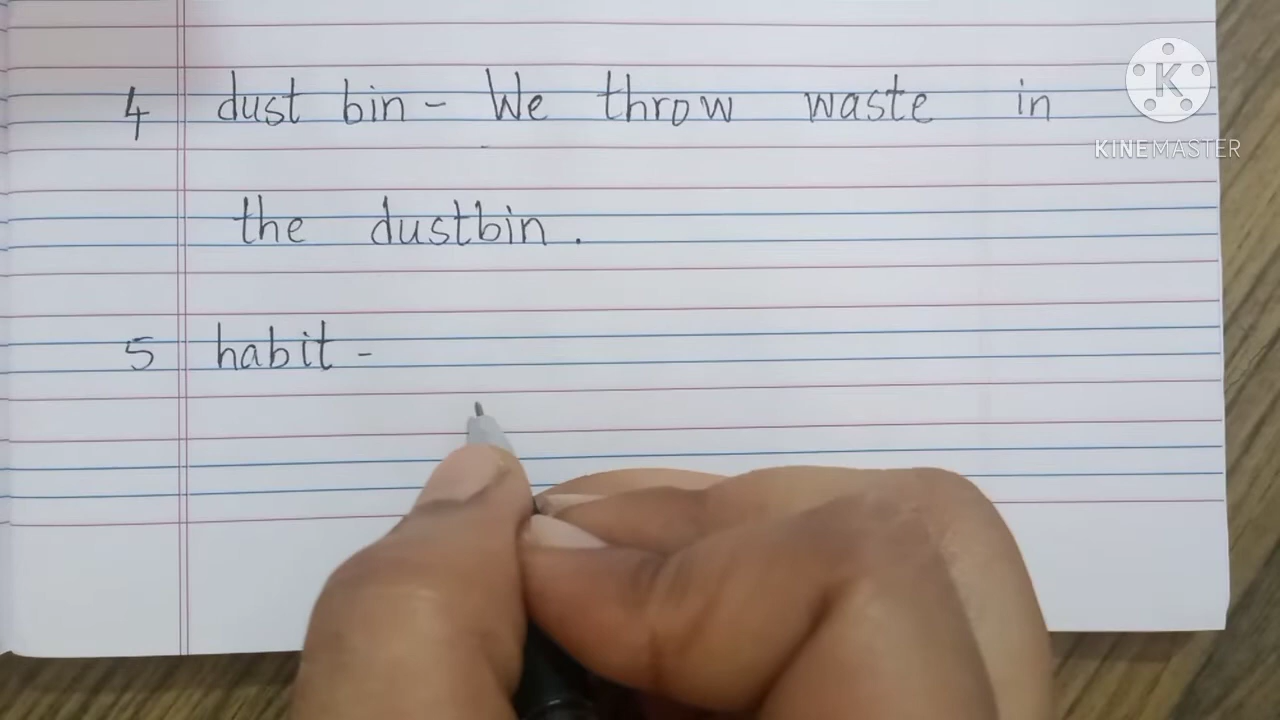 4 dust bin - We throw waste in
the dustbin.
5 habit -
K
KINEMASTER